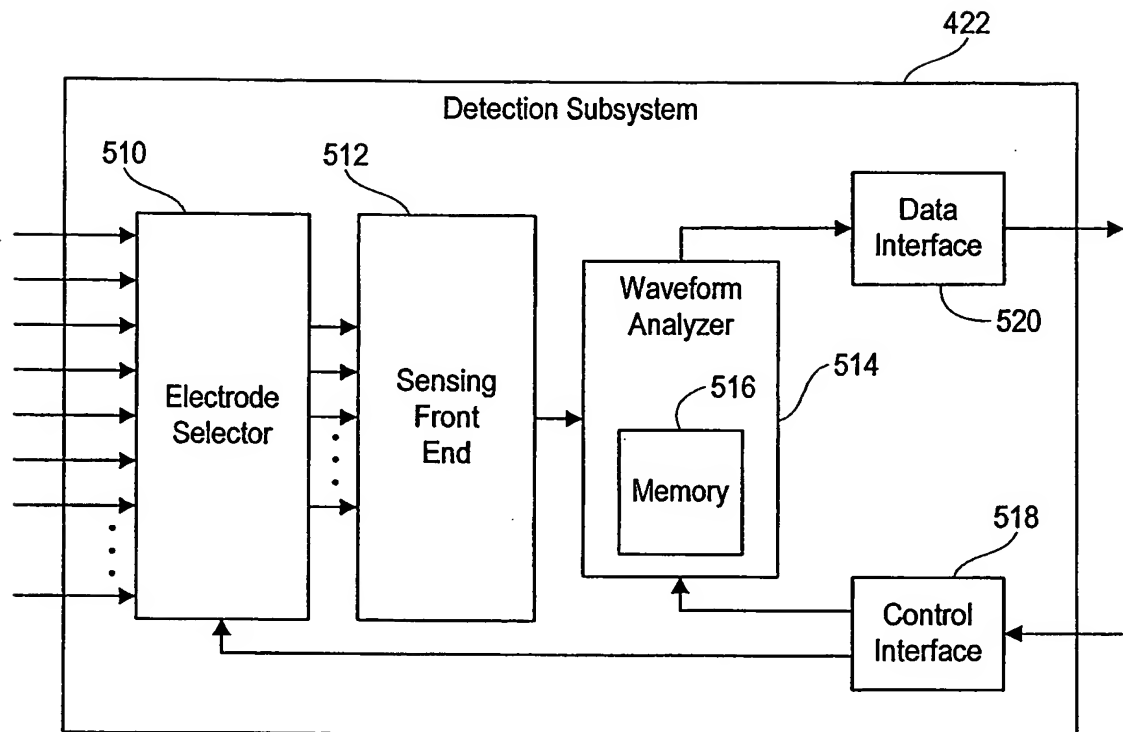 422
Detection Subsystem
510
512
Data
Interface
520
Waveform
Analyzer
514
516
Electrode
Selector
Sensing
Front
End
Memory
518
Control
Interface